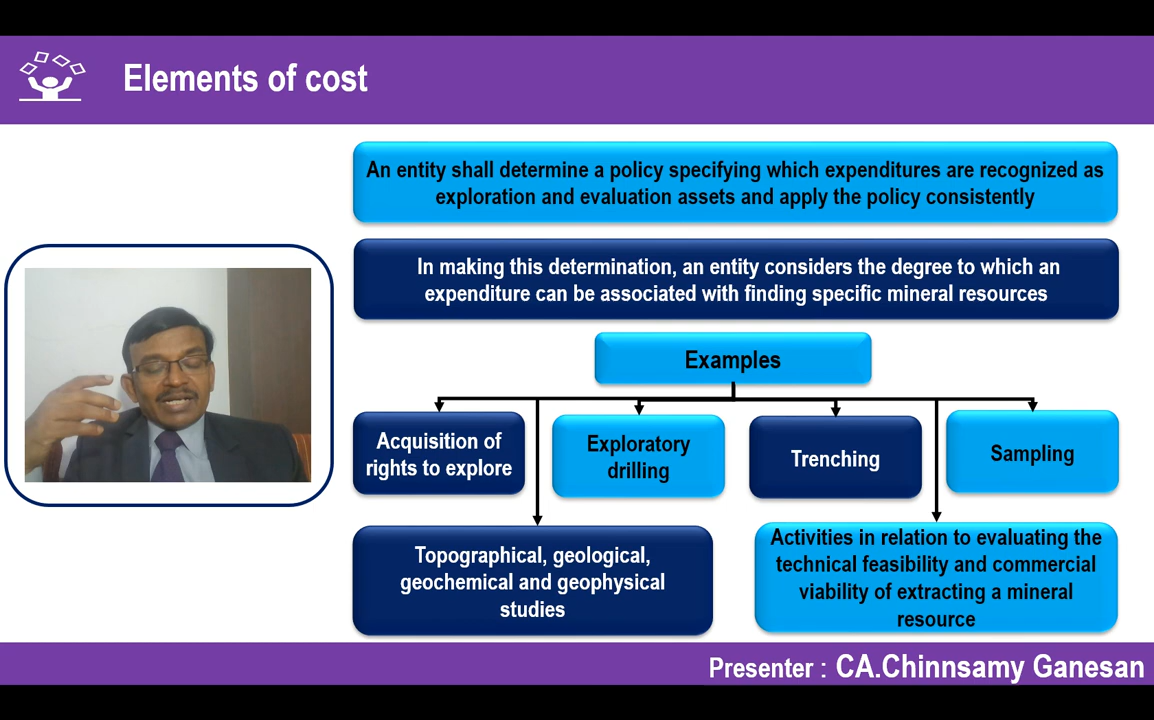 Elements of cost
An entity shall determine a policy specifying which expenditures are recognized as
exploration and evaluation assets and apply the policy consistently
In making this determination, an entity considers the degree to which an
expenditure can be associated with finding specific mineral resources
Examples
Acquisition of
rights to explore
Exploratory
drilling
Trenching
Sampling
Topographical, geological,
geochemical and geophysical
studies
Activities in relation to evaluating the
technical feasibility and commercial
viability of extracting a mineral
resource
Presenter : CA.Chinnsamy Ganesan